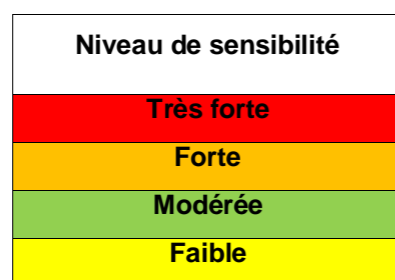 Niveau de sensibilité
Très forte
Forte
Modérée
Faible